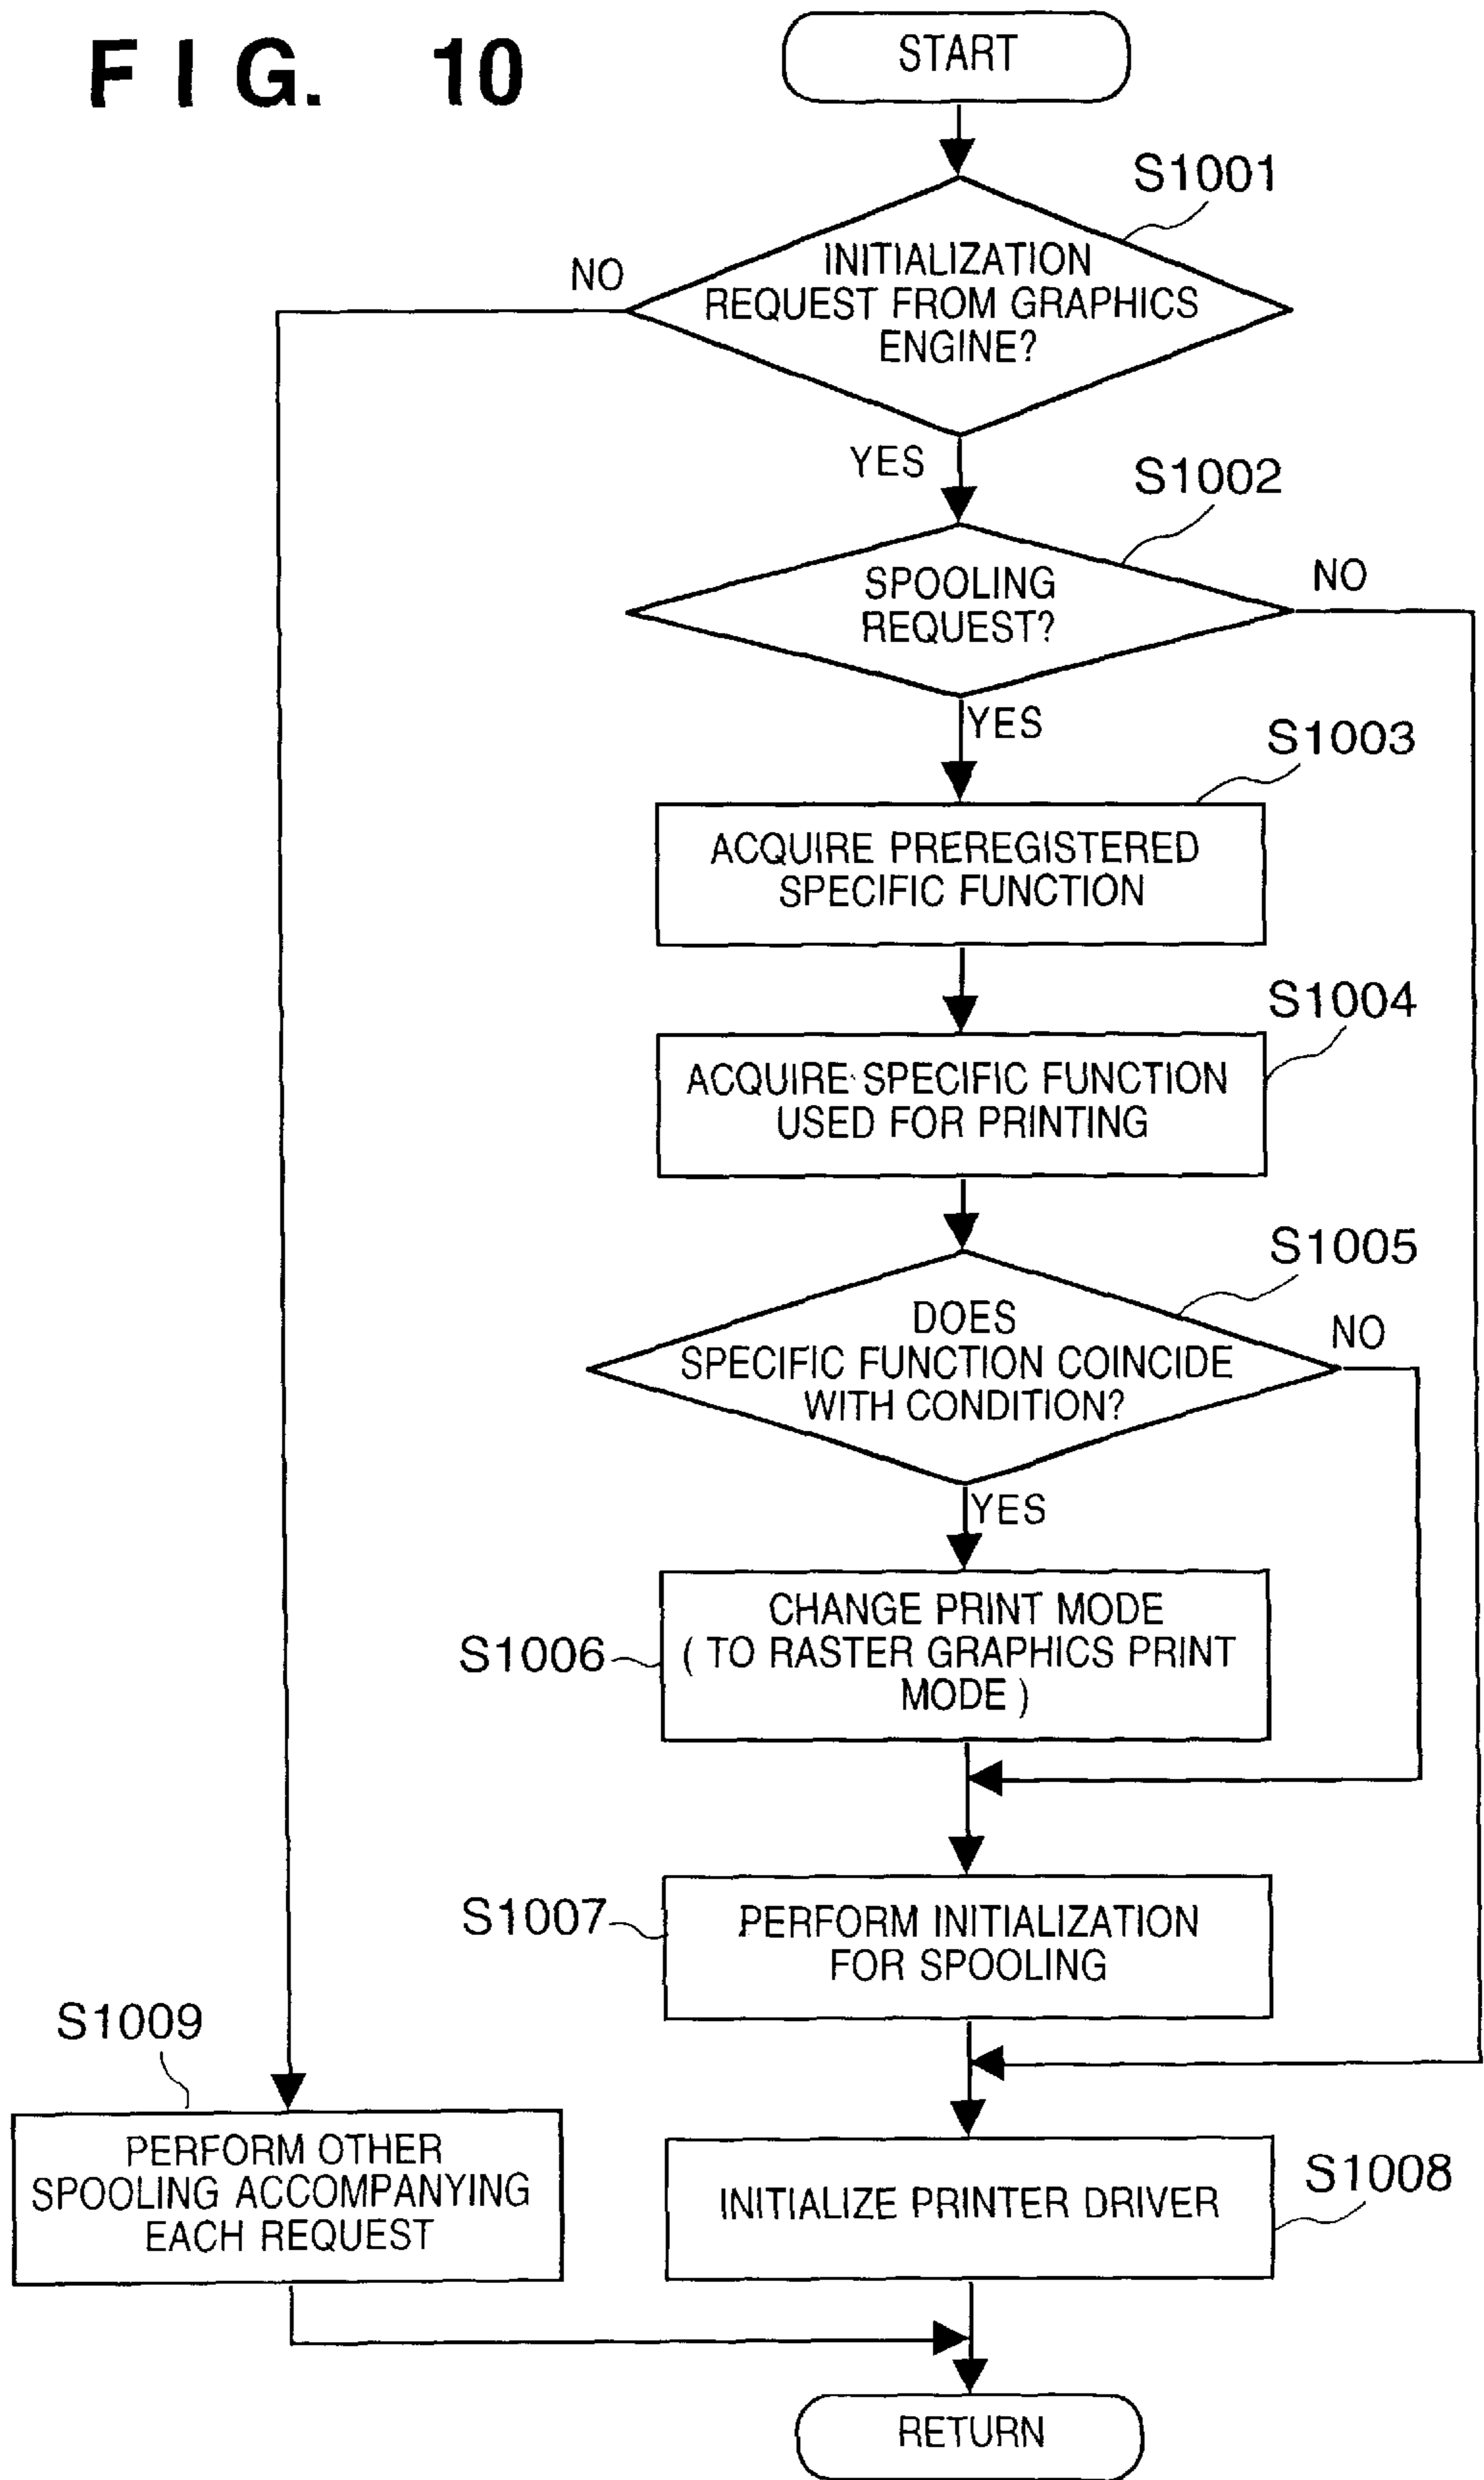 FIG. 10
START
S1001
INITIALIZATION
REQUEST FROM GRAPHICS
ENGINE?
NO
YES
S1002
SPOOLING
REQUEST?
NO
YES
S1003
ACQUIRE PREREGISTERED
SPECIFIC FUNCTION
S1004
ACQUIRE SPECIFIC FUNCTION
USED FOR PRINTING
S1005
DOES
SPECIFIC FUNCTION COINCIDE
WITH CONDITION?
NO
YES
S1006
CHANGE PRINT MODE
( TO RASTER GRAPHICS PRINT
MODE )
S1007
PERFORM INITIALIZATION
FOR SPOOLING
S1009
PERFORM OTHER
SPOOLING ACCOMPANYING
EACH REQUEST
S1008
INITIALIZE PRINTER DRIVER
RETURN